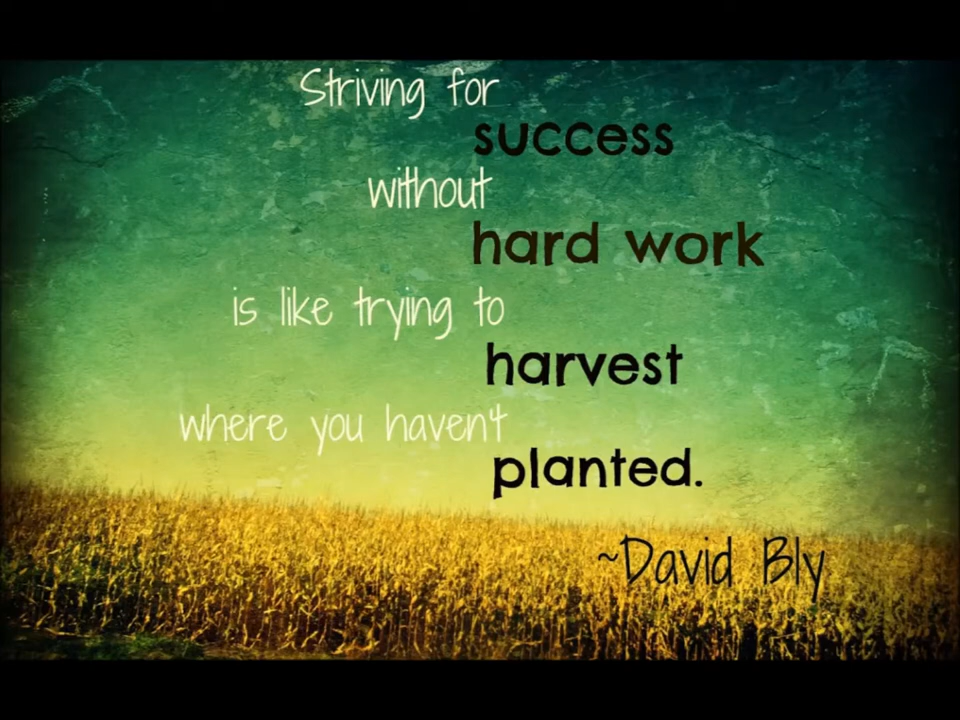 Striving for
success
without
hard work
is like trying to
harvest
where you haven't
planted.
~David Bly